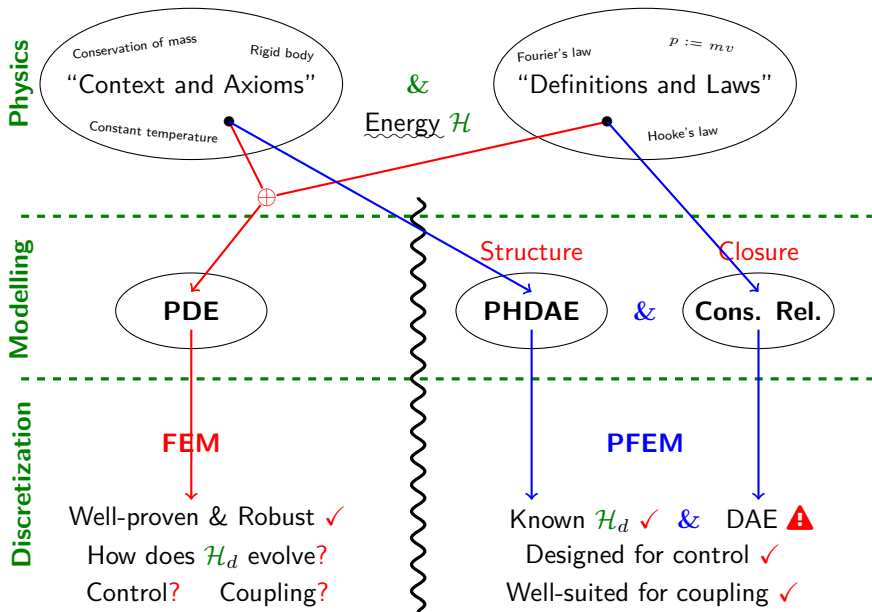 Physics
Conservation of mass
Rigid body
“Context and Axioms”
Constant temperature
&
Energy ℋ
Fourier's law
p := mv
“Definitions and Laws”
Hooke's law
⊕
Modelling
Structure
Closure
PDE
PHDAE & Cons. Rel.
Discretization
FEM
PFEM
Well-proven & Robust ✓
How does ℋ_d evolve?
Control? Coupling?
Known ℋ_d ✓ & DAE ⚠
Designed for control ✓
Well-suited for coupling ✓